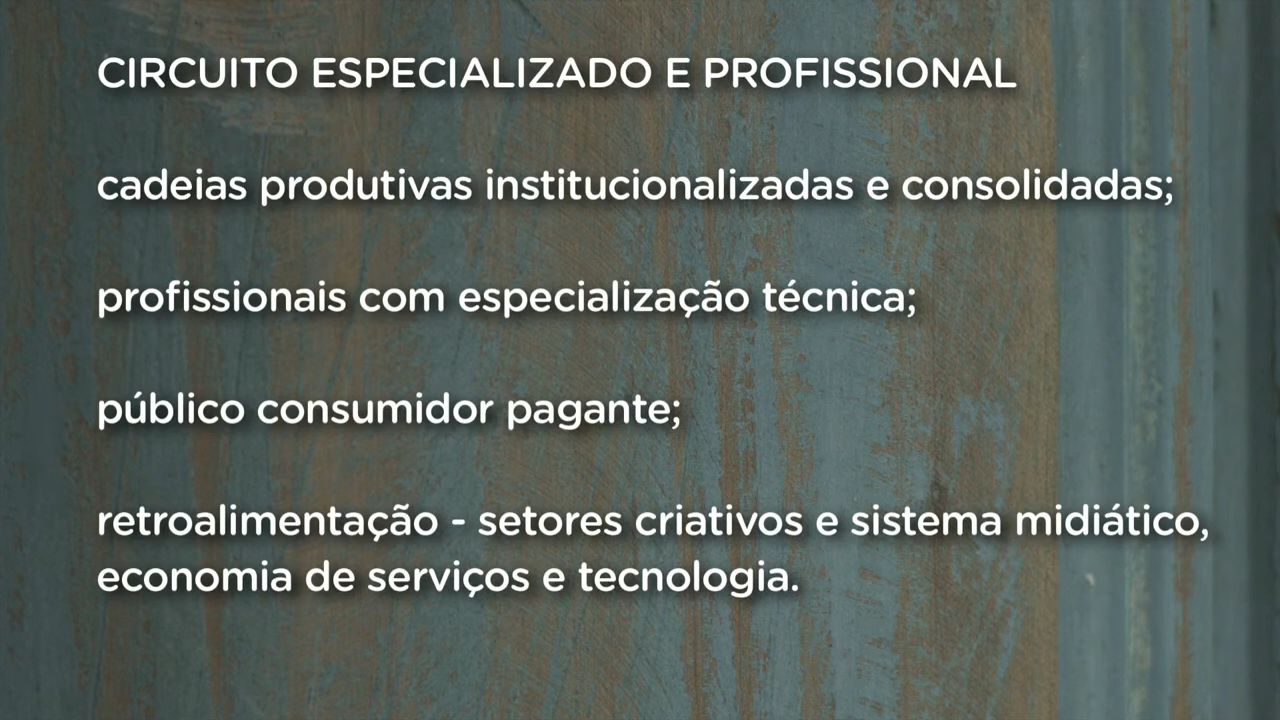 CIRCUITO ESPECIALIZADO E PROFISSIONAL
cadeias produtivas institucionalizadas e consolidadas;
profissionais com especialização técnica;
público consumidor pagante;
retroalimentação - setores criativos e sistema midiático,
economia de serviços e tecnologia.